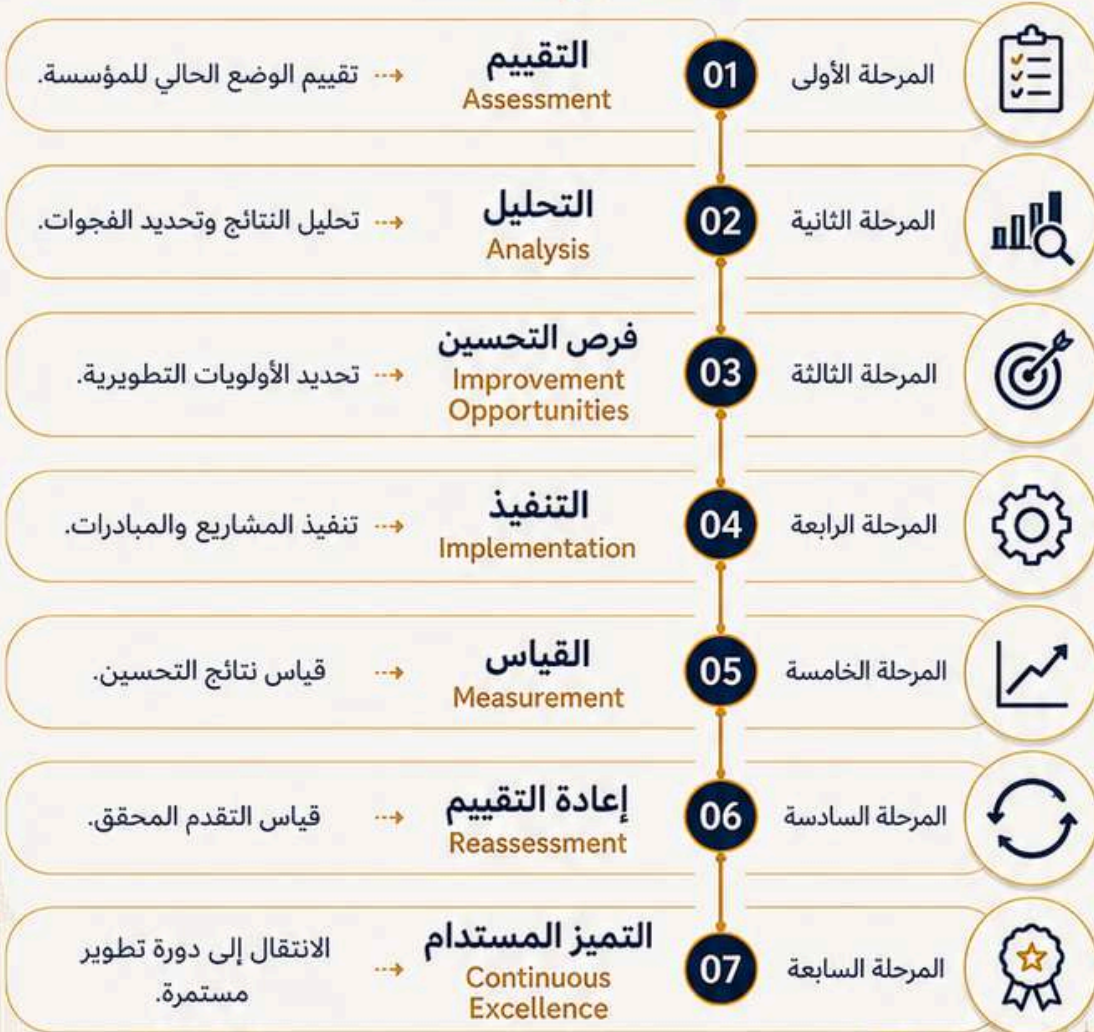 المرحلة الأولى
01
التقييم
Assessment
تقييم الوضع الحالي للمؤسسة.
المرحلة الثانية
02
التحليل
Analysis
تحليل النتائج وتحديد الفجوات.
المرحلة الثالثة
03
فرص التحسين
Improvement
Opportunities
تحديد الأولويات التطويرية.
المرحلة الرابعة
04
التنفيذ
Implementation
تنفيذ المشاريع والمبادرات.
المرحلة الخامسة
05
القياس
Measurement
قياس نتائج التحسين.
المرحلة السادسة
06
إعادة التقييم
Reassessment
قياس التقدم المحقق.
المرحلة السابعة
07
التميز المستدام
Continuous
Excellence
الانتقال إلى دورة تطوير
مستمرة.